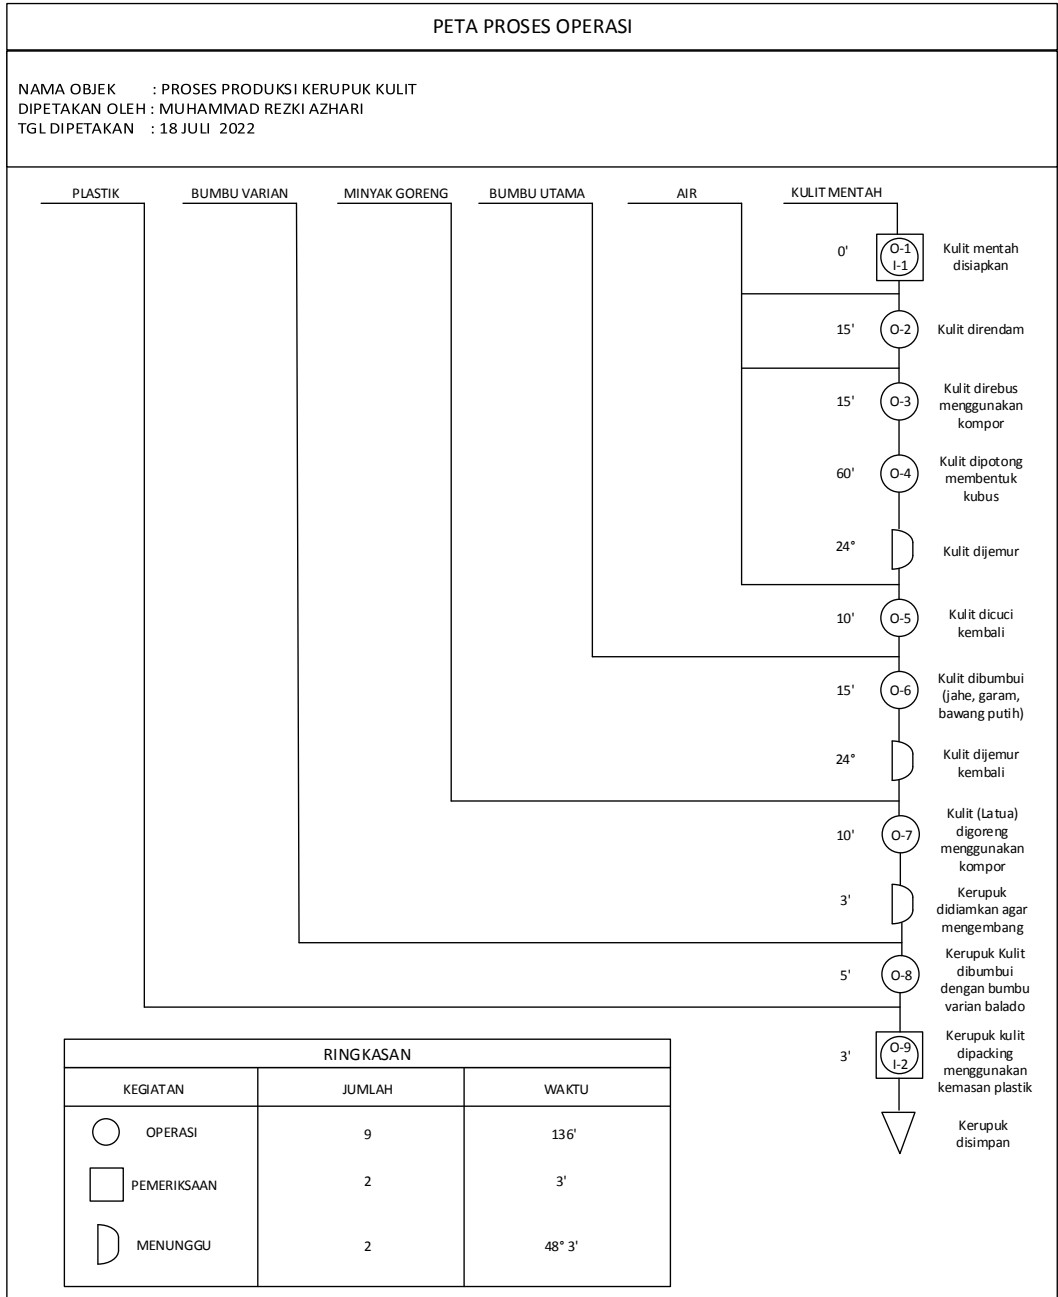 PETA PROSES OPERASI
NAMA OBJEK : PROSES PRODUKSI KERUPUK KULIT
DIPETAKAN OLEH : MUHAMMAD REZKI AZHARI
TGL DIPETAKAN : 18 JULI 2022
PLASTIK BUMBU VARIAN MINYAK GORENG BUMBU UTAMA AIR KULIT MENTAH
0'
O-1
I-1
Kulit mentah
disiapkan
15' O-2 Kulit direndam
15' O-3
Kulit direbus
menggunakan
kompor
60' O-4
Kulit dipotong
membentuk
kubus
24° Kulit dijemur
10' O-5
Kulit dicuci
kembali
15' O-6
Kulit dibumbui
(jahe, garam,
bawang putih)
24°
Kulit dijemur
kembali
10' O-7
Kulit (Latua)
digoreng
menggunakan
kompor
3'
Kerupuk
didiamkan agar
mengembang
5' O-8
Kerupuk Kulit
dibumbui
dengan bumbu
varian balado
3'
O-9
I-2
Kerupuk kulit
dipacking
menggunakan
kemasan plastik
Kerupuk
disimpan
RINGKASAN
KEGIATAN JUMLAH WAKTU
OPERASI 9 136'
PEMERIKSAAN 2 3'
MENUNGGU 2 48° 3'